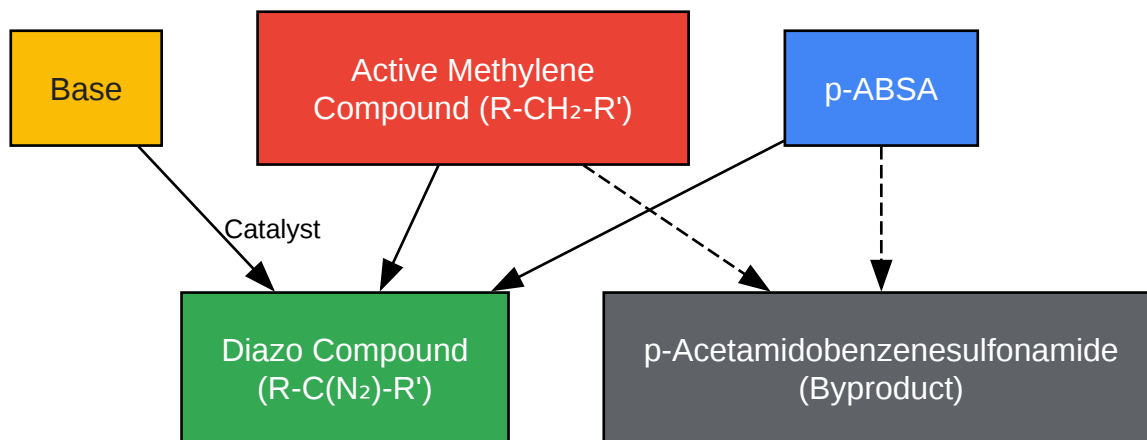 Base
Active Methylene
Compound (R-CH₂-R')
p-ABSA
Catalyst
Diazo Compound
(R-C(N₂)-R')
p-Acetamidobenzenesulfonamide
(Byproduct)